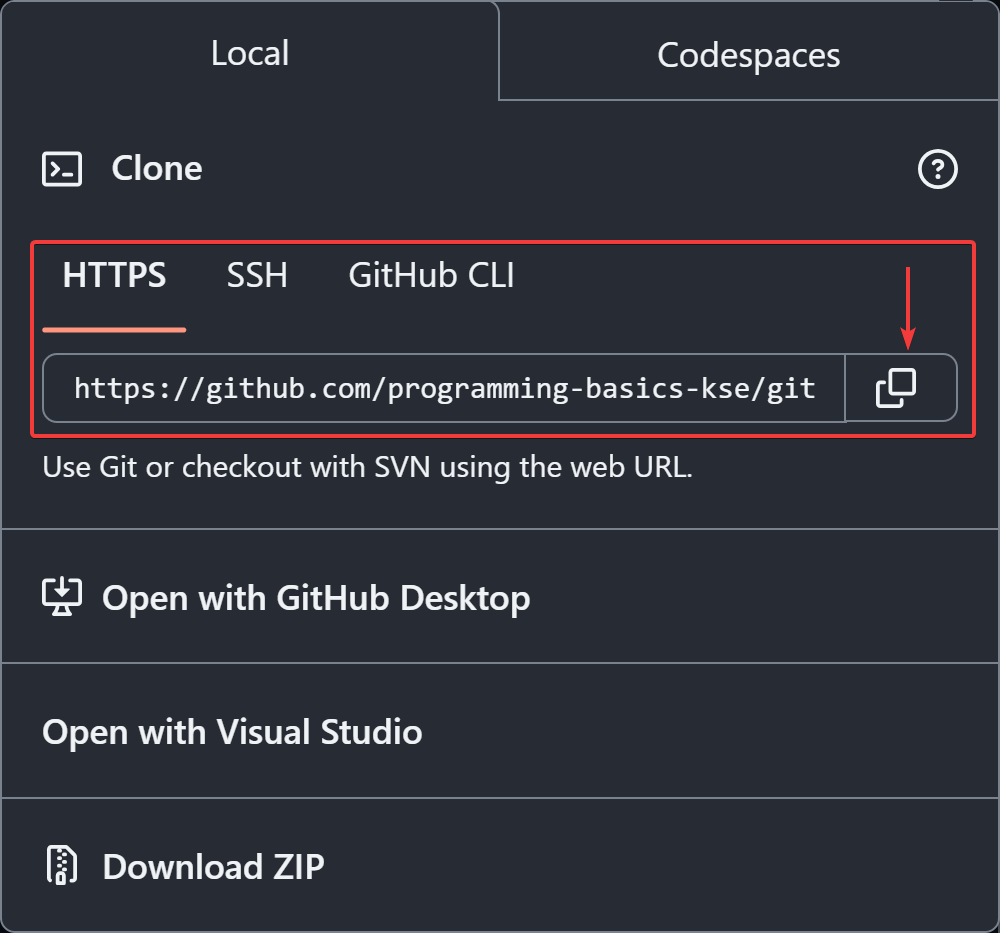 Local Codespaces
Clone
HTTPS SSH GitHub CLI
https://github.com/programming-basics-kse/git
Use Git or checkout with SVN using the web URL.
Open with GitHub Desktop
Open with Visual Studio
Download ZIP